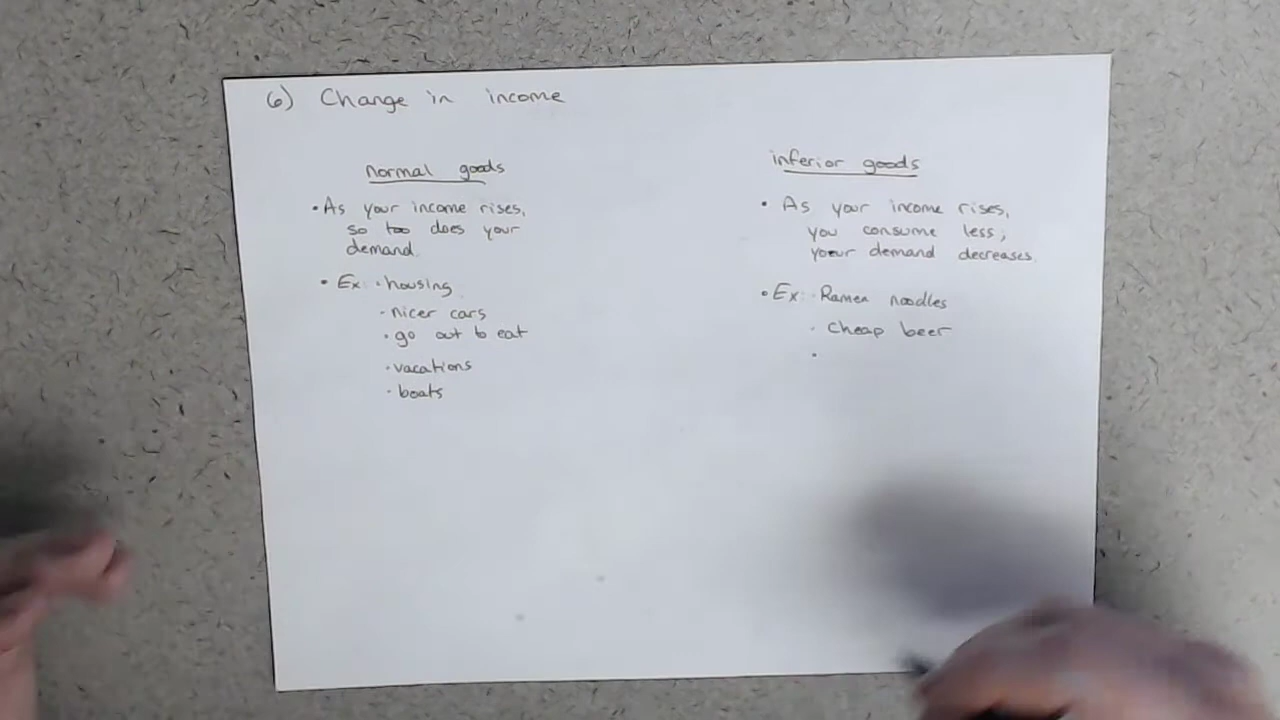 6) Change in income
normal goods
• As your income rises,
so too does your
demand.
• Ex: • housing
• nicer cars
• go out to eat
• vacations
• boats
inferior goods
• As your income rises,
you consume less;
your demand decreases.
• Ex: • Ramen noodles
• cheap beer
•